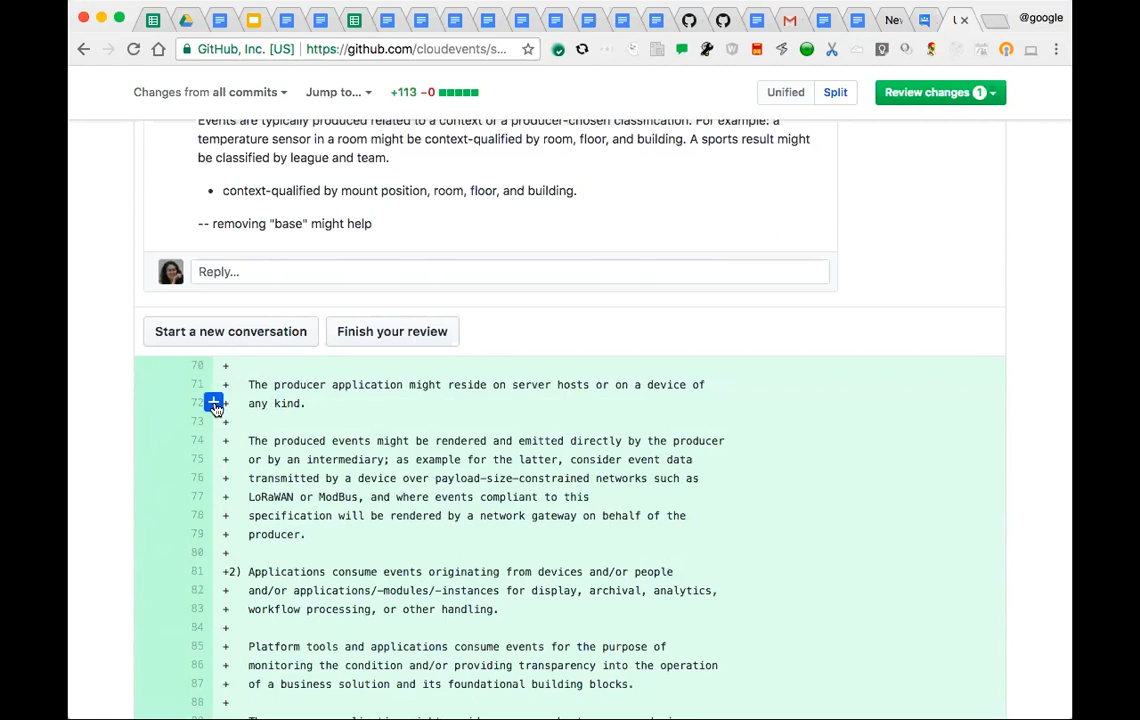 Nev
L
@google
GitHub, Inc. [US]
https://github.com/cloudevents/s...
Changes from all commits
Jump to...
+113 −0
Unified
Split
Review changes 1
Events are typically produced related to a context or a producer-chosen classification. For example: a
temperature sensor in a room might be context-qualified by room, floor, and building. A sports result might
be classified by league and team.
• context-qualified by mount position, room, floor, and building.
-- removing "base" might help
Reply...
Start a new conversation
Finish your review
70 +
71 + The producer application might reside on server hosts or on a device of
72 + any kind.
73 +
74 + The produced events might be rendered and emitted directly by the producer
75 + or by an intermediary; as example for the latter, consider event data
76 + transmitted by a device over payload-size-constrained networks such as
77 + LoRaWAN or ModBus, and where events compliant to this
78 + specification will be rendered by a network gateway on behalf of the
79 + producer.
80 +
81 +2) Applications consume events originating from devices and/or people
82 + and/or applications/-modules/-instances for display, archival, analytics,
83 + workflow processing, or other handling.
84 +
85 + Platform tools and applications consume events for the purpose of
86 + monitoring the condition and/or providing transparency into the operation
87 + of a business solution and its foundational building blocks.
88 +